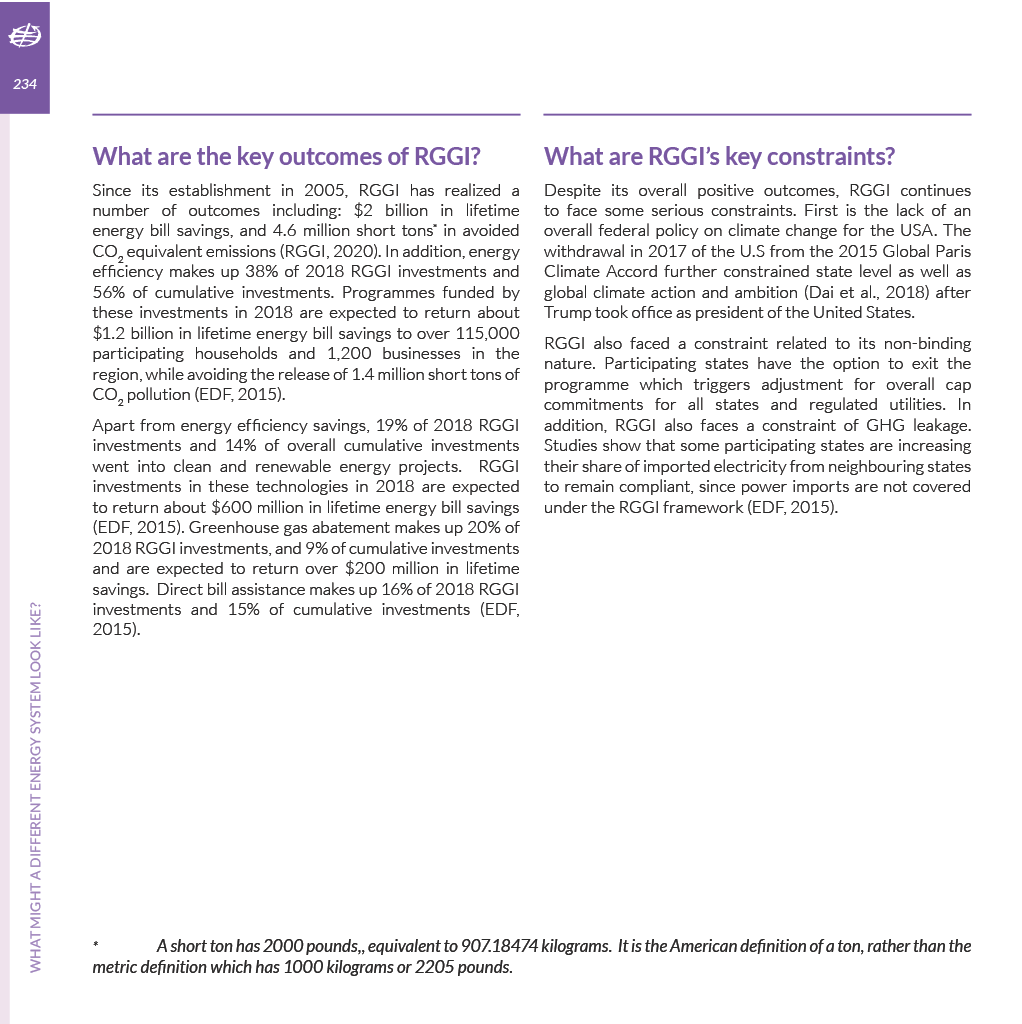 234
What are the key outcomes of RGGI?
Since its establishment in 2005, RGGI has realized a
number of outcomes including: $2 billion in lifetime
energy bill savings, and 4.6 million short tons* in avoided
CO₂ equivalent emissions (RGGI, 2020). In addition, energy
efficiency makes up 38% of 2018 RGGI investments and
56% of cumulative investments. Programmes funded by
these investments in 2018 are expected to return about
$1.2 billion in lifetime energy bill savings to over 115,000
participating households and 1,200 businesses in the
region, while avoiding the release of 1.4 million short tons of
CO₂ pollution (EDF, 2015).
Apart from energy efficiency savings, 19% of 2018 RGGI
investments and 14% of overall cumulative investments
went into clean and renewable energy projects. RGGI
investments in these technologies in 2018 are expected
to return about $600 million in lifetime energy bill savings
(EDF, 2015). Greenhouse gas abatement makes up 20% of
2018 RGGI investments, and 9% of cumulative investments
and are expected to return over $200 million in lifetime
savings. Direct bill assistance makes up 16% of 2018 RGGI
investments and 15% of cumulative investments (EDF,
2015).
What are RGGI’s key constraints?
Despite its overall positive outcomes, RGGI continues
to face some serious constraints. First is the lack of an
overall federal policy on climate change for the USA. The
withdrawal in 2017 of the U.S from the 2015 Global Paris
Climate Accord further constrained state level as well as
global climate action and ambition (Dai et al., 2018) after
Trump took office as president of the United States.
RGGI also faced a constraint related to its non-binding
nature. Participating states have the option to exit the
programme which triggers adjustment for overall cap
commitments for all states and regulated utilities. In
addition, RGGI also faces a constraint of GHG leakage.
Studies show that some participating states are increasing
their share of imported electricity from neighbouring states
to remain compliant, since power imports are not covered
under the RGGI framework (EDF, 2015).
WHAT MIGHT A DIFFERENT ENERGY SYSTEM LOOK LIKE?
* A short ton has 2000 pounds,, equivalent to 907.18474 kilograms. It is the American definition of a ton, rather than the
metric definition which has 1000 kilograms or 2205 pounds.